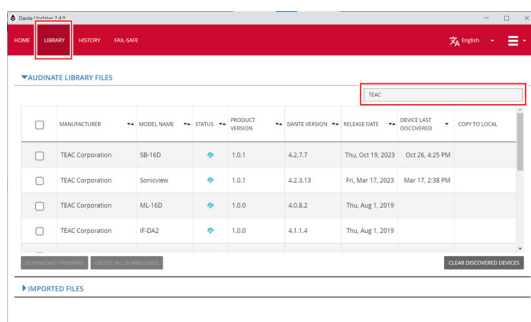 Dante Updater 2.4.0
HOME LIBRARY HISTORY FAIL-SAFE English
AUDINATE LIBRARY FILES
TEAC
MANUFACTURER MODEL NAME STATUS PRODUCT VERSION DANTE VERSION RELEASE DATE DEVICE LAST DISCOVERED COPY TO LOCAL
TEAC Corporation SB-16D 1.0.1 4.2.7.7 Thu, Oct 19, 2023 Oct 26, 4:25 PM
TEAC Corporation Sonicview 1.0.1 4.2.3.13 Fri, Mar 17, 2023 Mar 17, 2:38 PM
TEAC Corporation ML-16D 1.0.0 4.0.8.2 Thu, Aug 1, 2019
TEAC Corporation IF-DA2 1.0.0 4.1.1.4 Thu, Aug 1, 2019
DOWNLOAD FIRMWARE DELETE ALL DOWNLOADS CLEAR DISCOVERED DEVICES
IMPORTED FILES